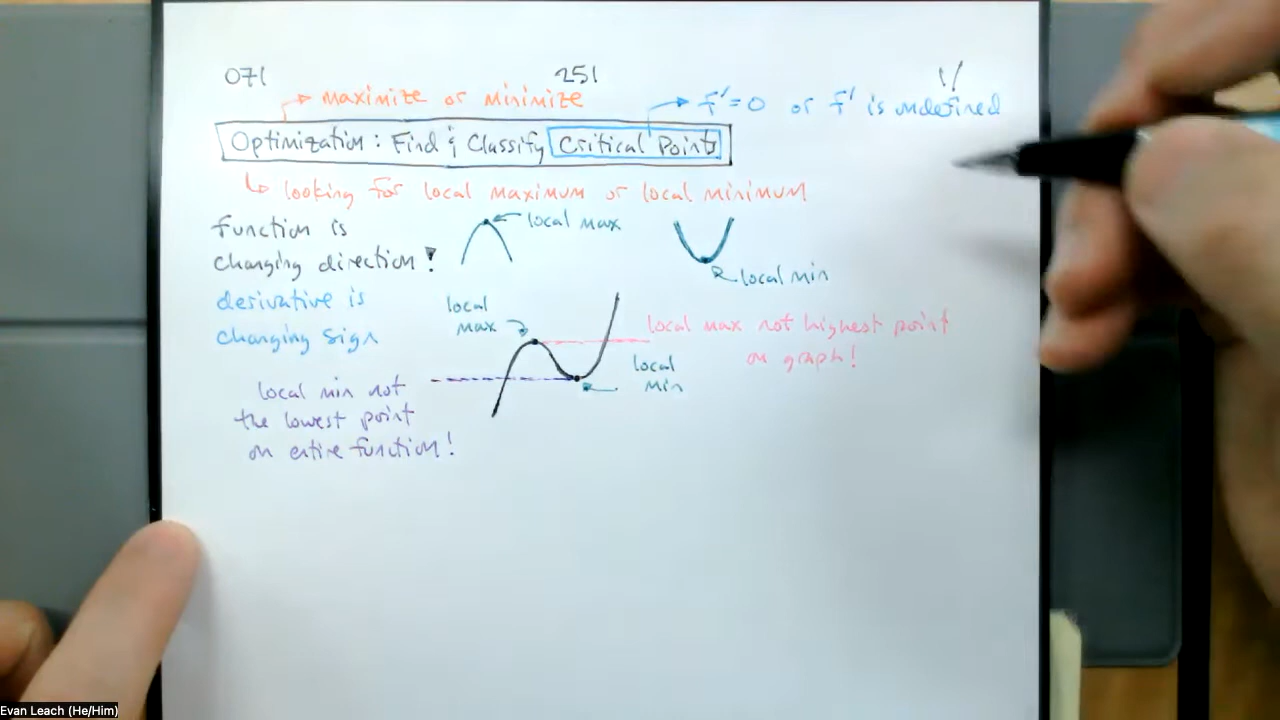 071 251 1/
→ maximize or minimize → f'=0 or f' is undefined
Optimization: Find & Classify Critical Points
↳ looking for local maximum or local minimum
function is
changing direction!
local max
local min
derivative is
changing sign
local
max
local max not highest point
on graph!
local
min
local min not
the lowest point
on entire function!
Evan Leach (He/Him)